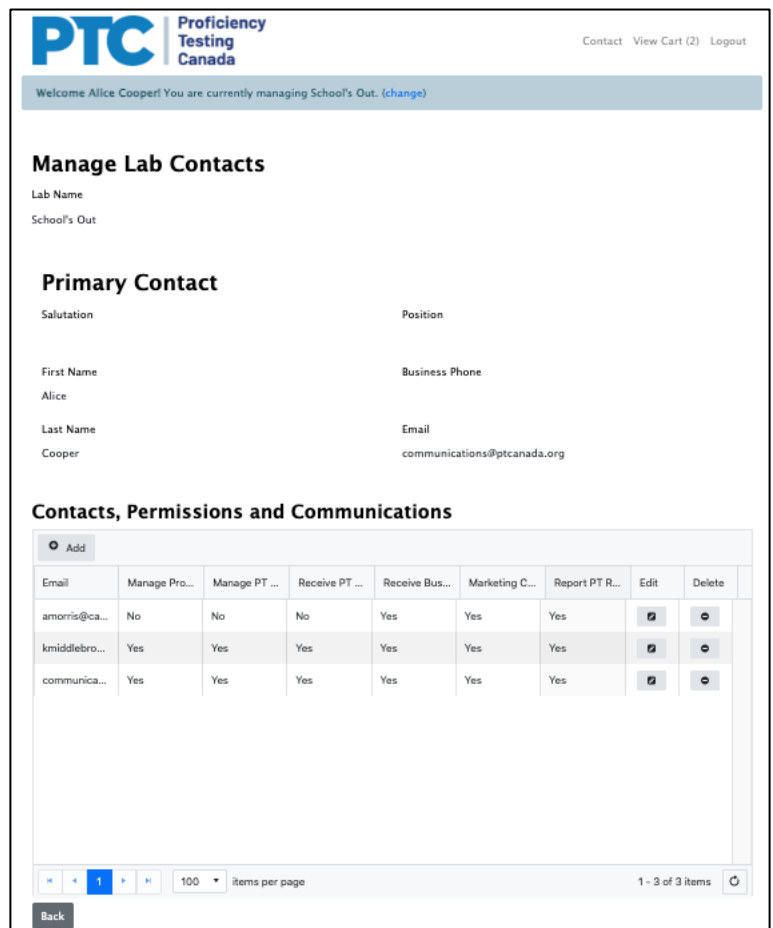 PTC Proficiency
Testing
Canada
Contact View Cart (2) Logout
Welcome Alice Cooper! You are currently managing School's Out. (change)
Manage Lab Contacts
Lab Name
School's Out
Primary Contact
Salutation Position
First Name Business Phone
Alice
Last Name Email
Cooper communications@ptcanada.org
Contacts, Permissions and Communications
Add
Email Manage Pro... Manage PT ... Receive PT ... Receive Bus... Marketing C... Report PT R... Edit Delete
amorris@ca... No No No Yes Yes Yes
kmiddlebro... Yes Yes Yes Yes Yes Yes
communica... Yes Yes Yes Yes Yes Yes
1 100 items per page 1 - 3 of 3 items
Back